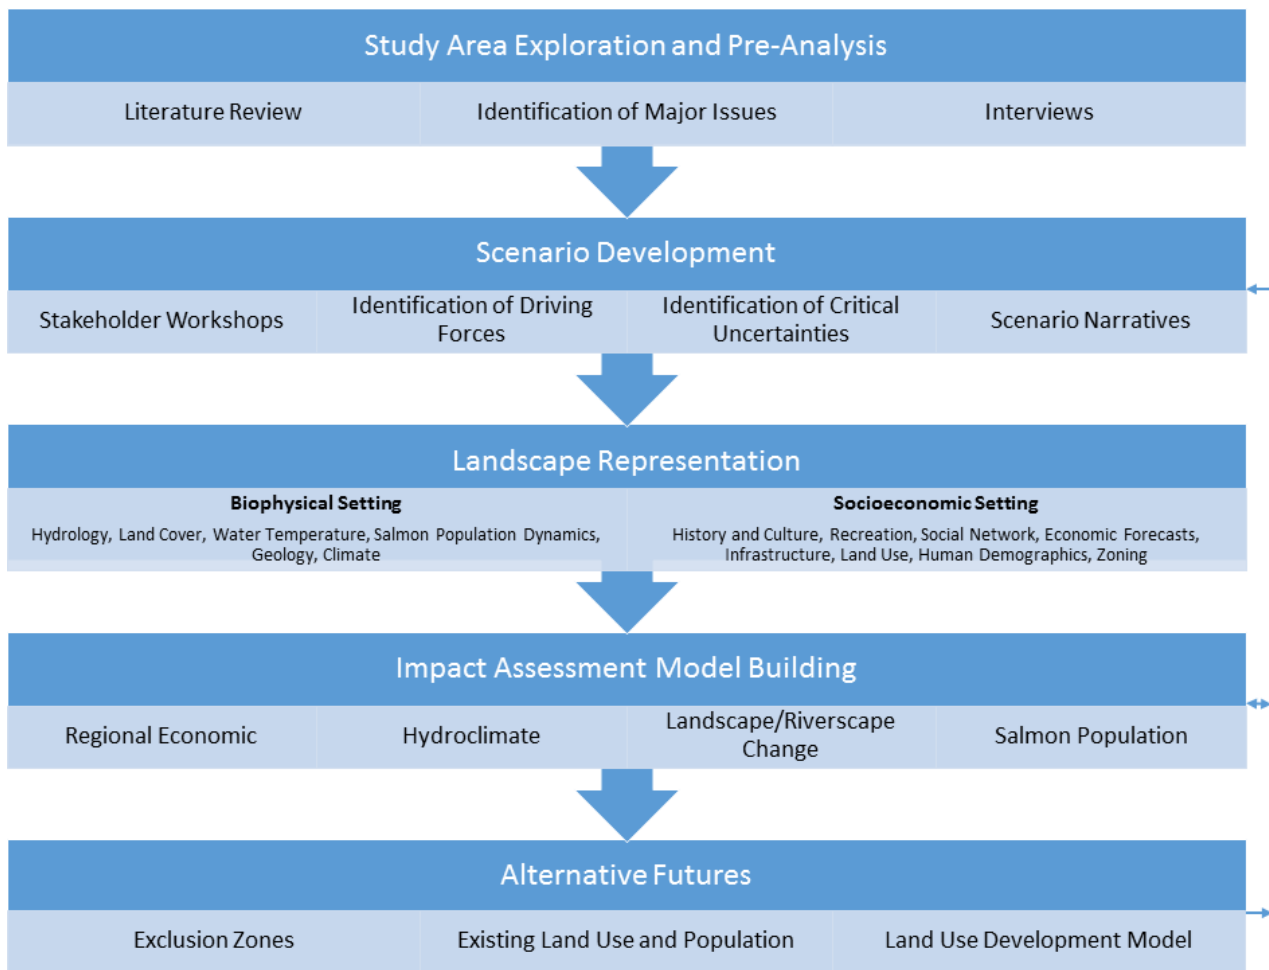 Study Area Exploration and Pre-Analysis
Literature Review
Identification of Major Issues
Interviews
Scenario Development
Stakeholder Workshops
Identification of Driving
Forces
Identification of Critical
Uncertainties
Scenario Narratives
Landscape Representation
Biophysical Setting
Hydrology, Land Cover, Water Temperature, Salmon Population Dynamics,
Geology, Climate
Socioeconomic Setting
History and Culture, Recreation, Social Network, Economic Forecasts,
Infrastructure, Land Use, Human Demographics, Zoning
Impact Assessment Model Building
Regional Economic
Hydroclimate
Landscape/Riverscape
Change
Salmon Population
Alternative Futures
Exclusion Zones
Existing Land Use and Population
Land Use Development Model